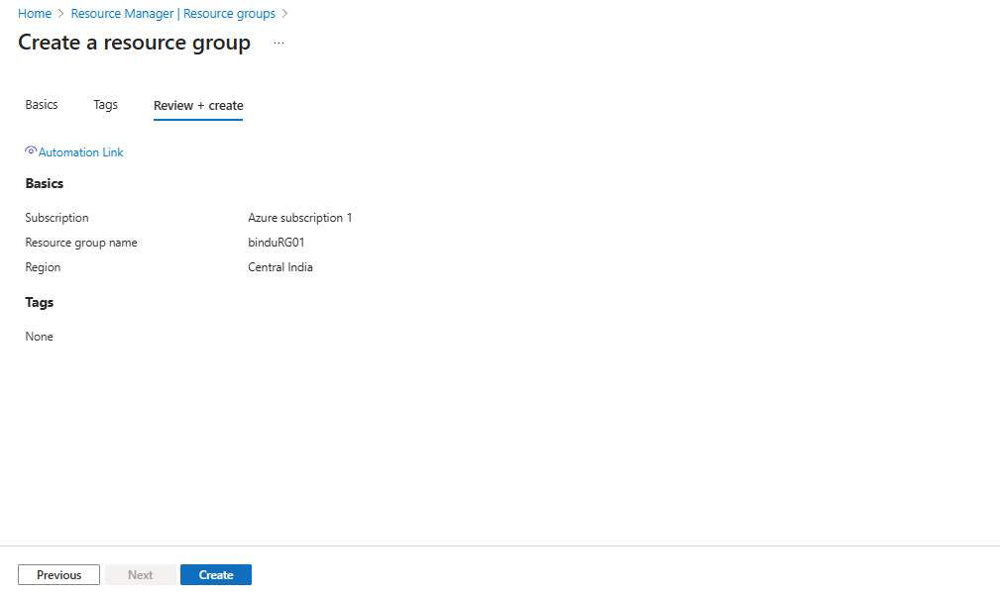 Home > Resource Manager | Resource groups >
Create a resource group ...
Basics Tags Review + create
Automation Link
Basics
Subscription Azure subscription 1
Resource group name binduRG01
Region Central India
Tags
None
Previous Next Create